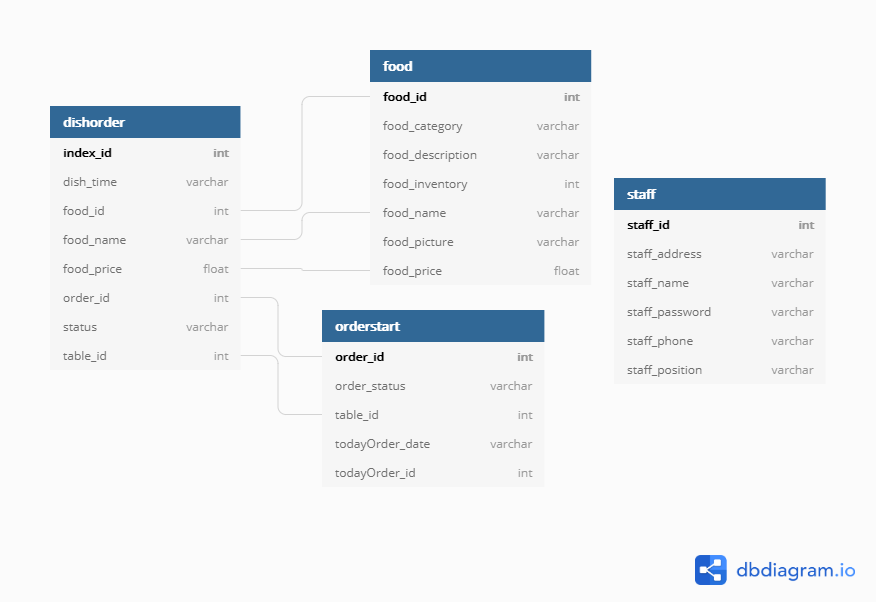 dishorder
index_id int
dish_time varchar
food_id int
food_name varchar
food_price float
order_id int
status varchar
table_id int
food
food_id int
food_category varchar
food_description varchar
food_inventory int
food_name varchar
food_picture varchar
food_price float
orderstart
order_id int
order_status varchar
table_id int
todayOrder_date varchar
todayOrder_id int
staff
staff_id int
staff_address varchar
staff_name varchar
staff_password varchar
staff_phone varchar
staff_position varchar
dbdiagram.io